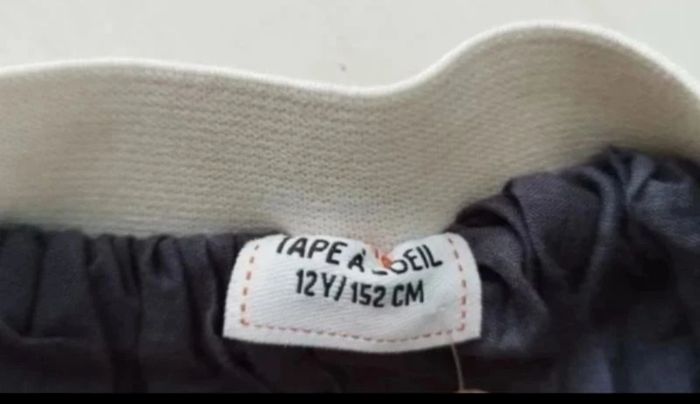 TAPE A L'OEIL
12Y/152 CM